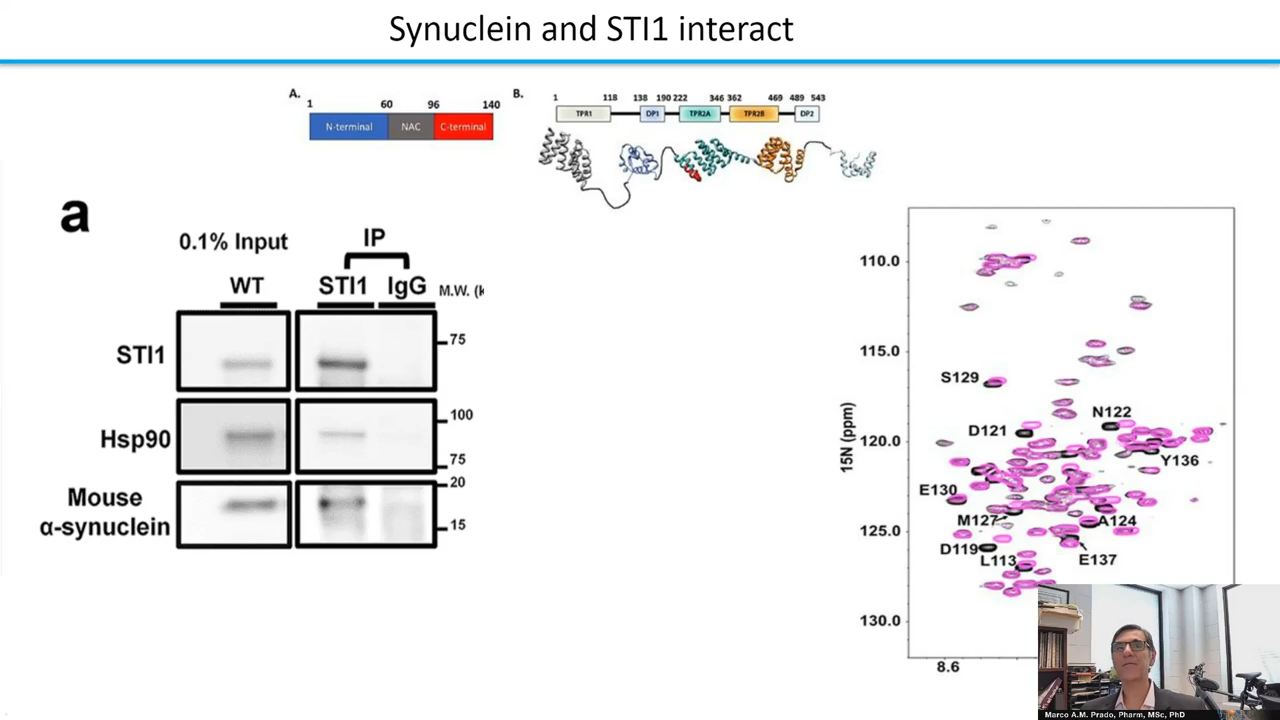 Synuclein and STI1 interact
A.
1 60 96 140
N-terminal NAC C-terminal
B.
1 118 138 190 222 346 362 469 489 543
TPR1 DP1 TPR2A TPR2B DP2
a
0.1% Input
IP
WT
STI1 IgG
M.W. (k
STI1
75
Hsp90
100
75
Mouse
α-synuclein
20
15
15N (ppm)
110.0
115.0
120.0
125.0
130.0
8.6
S129
N122
D121
Y136
E130
M127
A124
D119
L113
E137
Marco A.M. Prado, Pharm, MSc, PhD